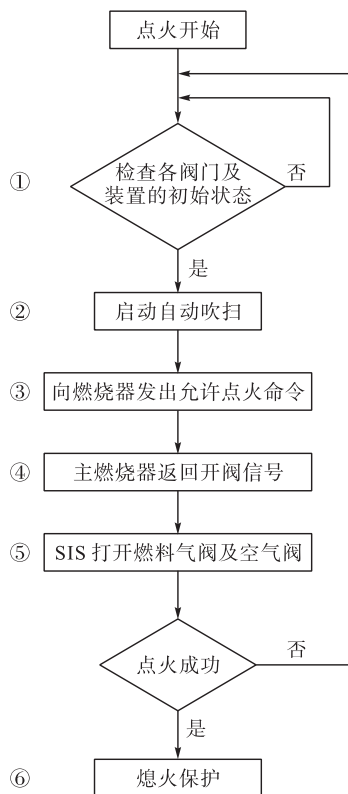 点火开始
① 检查各阀门及
装置的初始状态 否
是
② 启动自动吹扫
③ 向燃烧器发出允许点火命令
④ 主燃烧器返回开阀信号
⑤ SIS 打开燃料气阀及空气阀
点火成功 否
是
⑥ 熄火保护